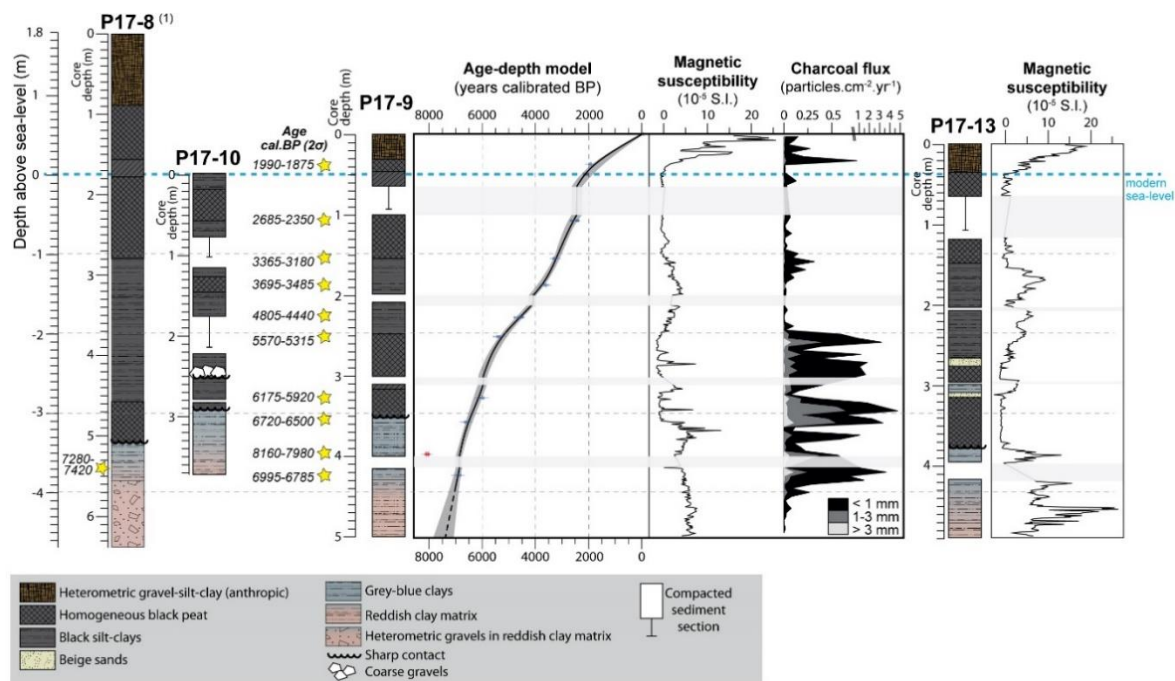 P17-8 (1)
Depth above sea-level (m)
1.8
1
0
-1
-2
-3
-4
Core depth (m)
0
1
2
3
4
5
6
7280-
7420
P17-10
Core depth (m)
0
1
2
3
Age
cal.BP (2σ)
1990-1875
2685-2350
3365-3180
3695-3485
4805-4440
5570-5315
6175-5920
6720-6500
8160-7980
6995-6785
P17-9
Core depth (m)
0
1
2
3
4
5
Age-depth model
(years calibrated BP)
8000 6000 4000 2000 0
8000 6000 4000 2000 0
Magnetic
susceptibility
(10⁻⁵ S.I.)
0 10 20
Charcoal flux
(particles.cm⁻².yr⁻¹)
0 0.25 0.5 1 2 3 4 5
< 1 mm
1-3 mm
> 3 mm
P17-13
Core depth (m)
0
1
2
3
4
Magnetic
susceptibility
(10⁻⁵ S.I.)
0 10 20
modern
sea-level
Heterometric gravel-silt-clay (anthropic)
Homogeneous black peat
Black silt-clays
Beige sands
Grey-blue clays
Reddish clay matrix
Heterometric gravels in reddish clay matrix
Sharp contact
Coarse gravels
Compacted
sediment
section